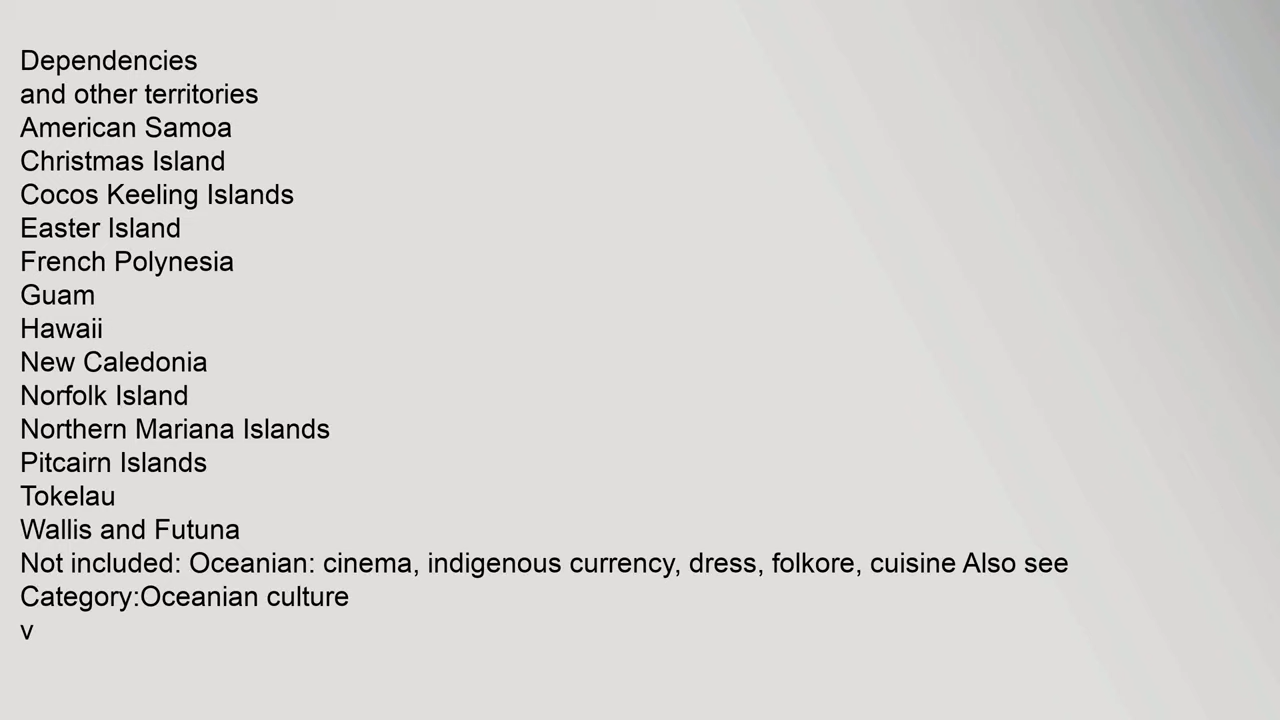 Dependencies
and other territories
American Samoa
Christmas Island
Cocos Keeling Islands
Easter Island
French Polynesia
Guam
Hawaii
New Caledonia
Norfolk Island
Northern Mariana Islands
Pitcairn Islands
Tokelau
Wallis and Futuna
Not included: Oceanian: cinema, indigenous currency, dress, folkore, cuisine Also see
Category:Oceanian culture
v